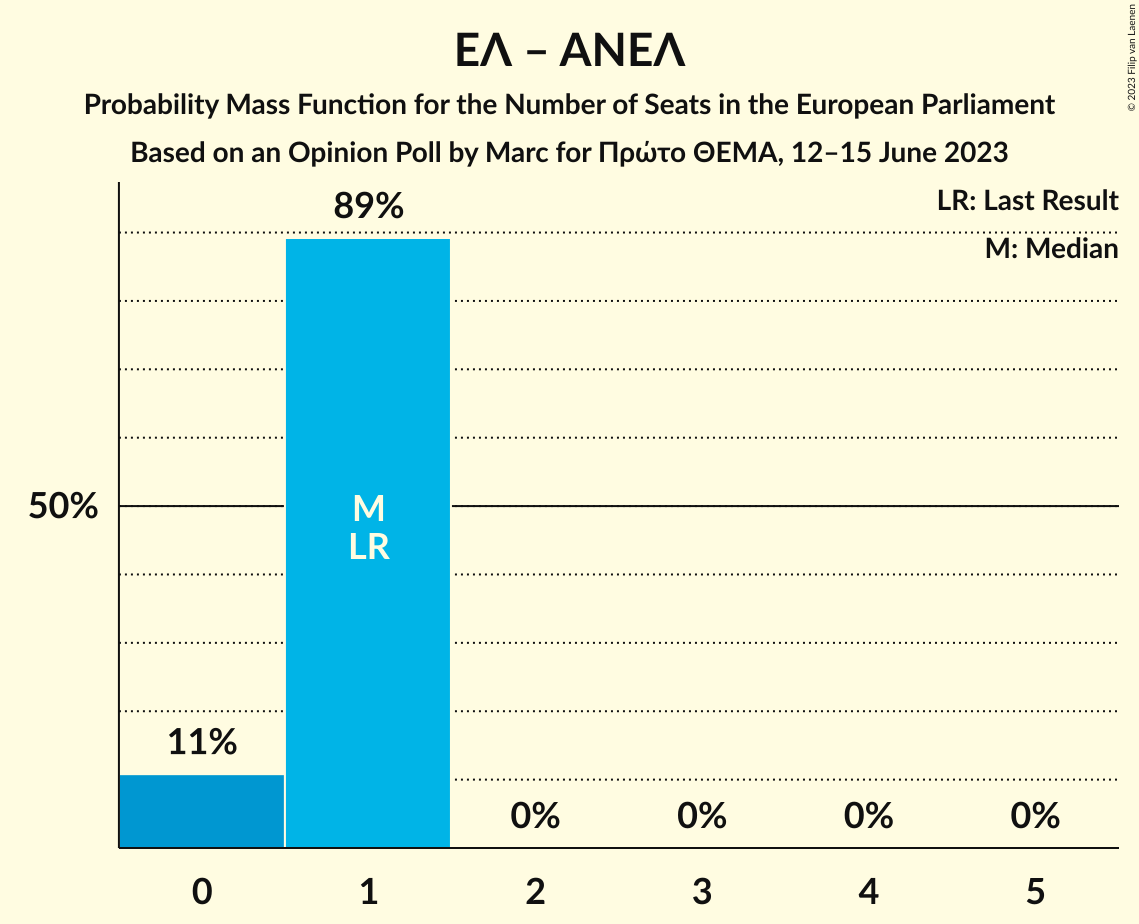 ΕΛ – ΑΝΕΛ
Probability Mass Function for the Number of Seats in the European Parliament
Based on an Opinion Poll by Marc for Πρώτο ΘΕΜΑ, 12–15 June 2023
© 2023 Filip van Laenen
LR: Last Result
M: Median
89%
50%
M
LR
11%
0%
0%
0%
0%
0
1
2
3
4
5